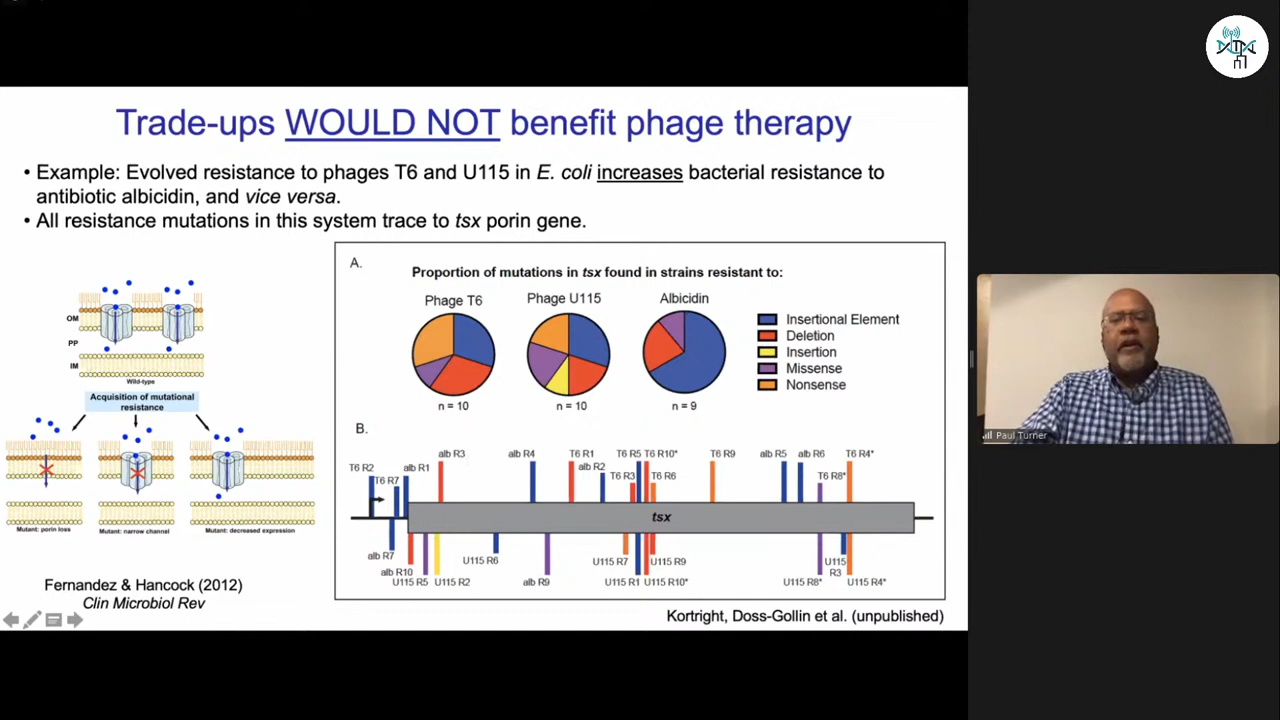 Trade-ups WOULD NOT benefit phage therapy
• Example: Evolved resistance to phages T6 and U115 in E. coli increases bacterial resistance to
antibiotic albicidin, and vice versa.
• All resistance mutations in this system trace to tsx porin gene.
OM
PP
IM
Wild-type
Acquisition of mutational
resistance
Mutant: porin loss
Mutant: narrow channel
Mutant: decreased expression
Fernandez & Hancock (2012)
Clin Microbiol Rev
A.
Proportion of mutations in tsx found in strains resistant to:
Phage T6
Phage U115
Albicidin
n = 10
n = 10
n = 9
Insertional Element
Deletion
Insertion
Missense
Nonsense
B.
T6 R2
T6 R7
alb R1
alb R3
alb R4
T6 R1
alb R2
T6 R5
T6 R10*
T6 R3
T6 R6
T6 R9
alb R5
alb R6
T6 R8*
T6 R4*
tsx
alb R7
alb R10
U115 R5
U115 R2
U115 R6
alb R9
U115 R7
U115 R1
U115 R9
U115 R10*
U115 R8*
U115
R3
U115 R4*
Kortright, Doss-Gollin et al. (unpublished)
Paul Turner